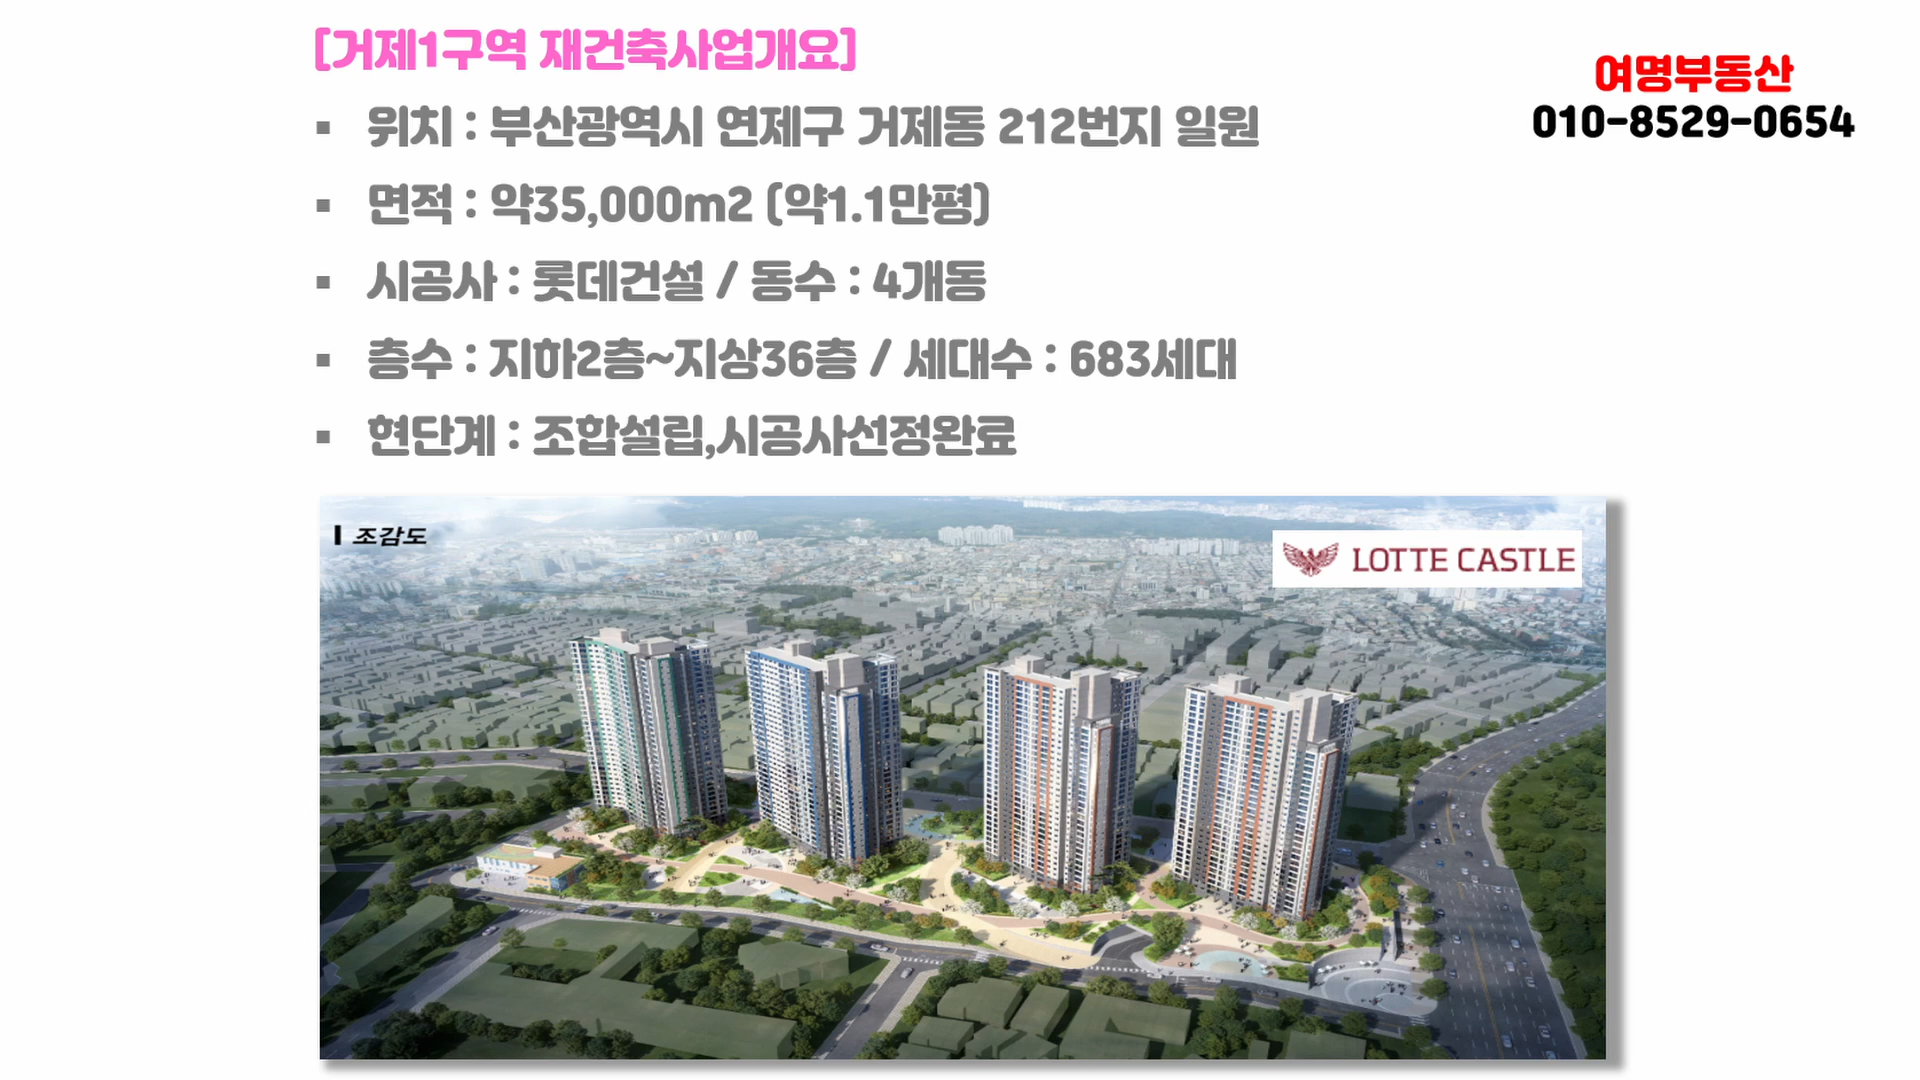 [거제1구역 재건축사업개요]
여명부동산
010-8529-0654
▪ 위치 : 부산광역시 연제구 거제동 212번지 일원
▪ 면적 : 약35,000m2 (약1.1만평)
▪ 시공사 : 롯데건설 / 동수 : 4개동
▪ 층수 : 지하2층~지상36층 / 세대수 : 683세대
▪ 현단계 : 조합설립,시공사선정완료
조감도
LOTTE CASTLE